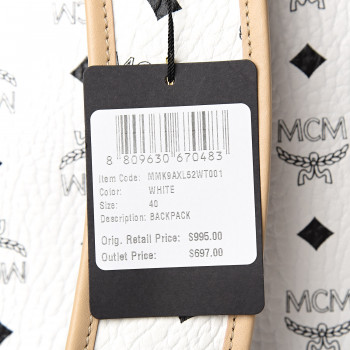 MCM
8 809630 670483
Item Code: MMK9AXL52WT001
Color: WHITE
Size: 40
Description: BACKPACK
Orig. Retail Price: $995.00
Outlet Price: $697.00
MCM